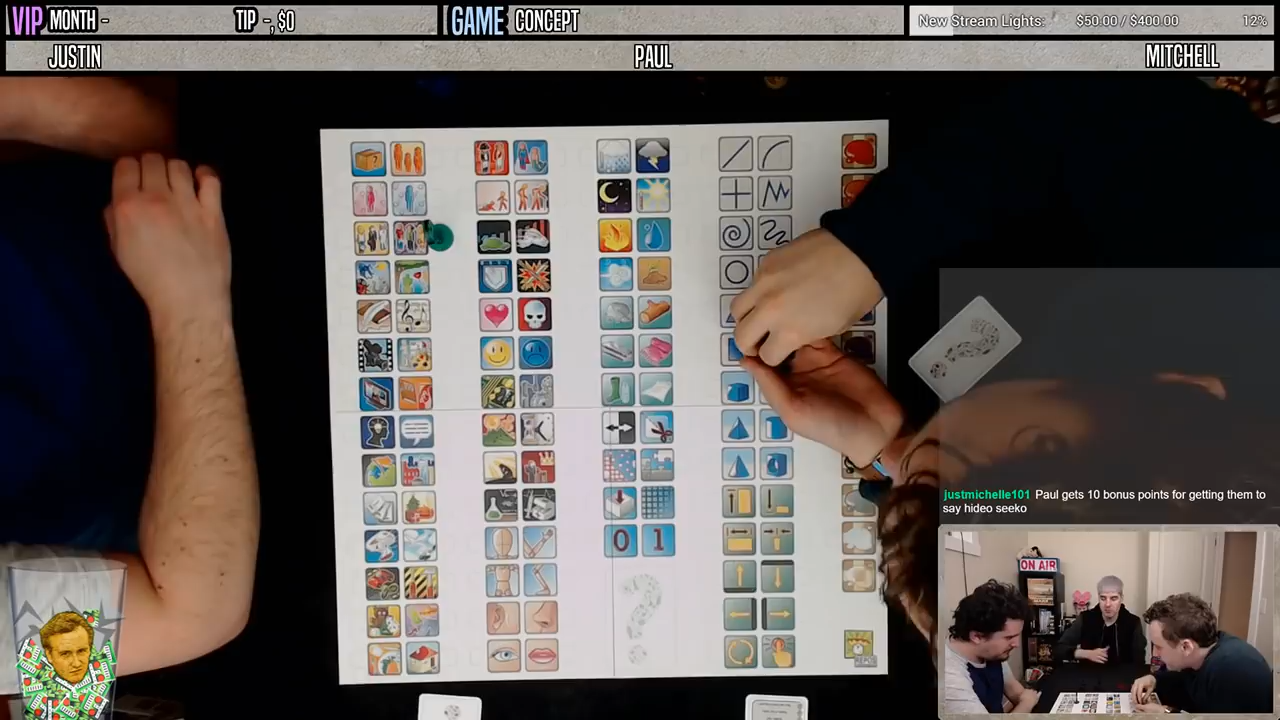 VIP MONTH -
TIP -, $0
GAME CONCEPT
New Stream Lights: $50.00 / $400.00 12%
JUSTIN
PAUL
MITCHELL
0 1
justmichelle101 Paul gets 10 bonus points for getting them to
say hideo seeko
ON AIR